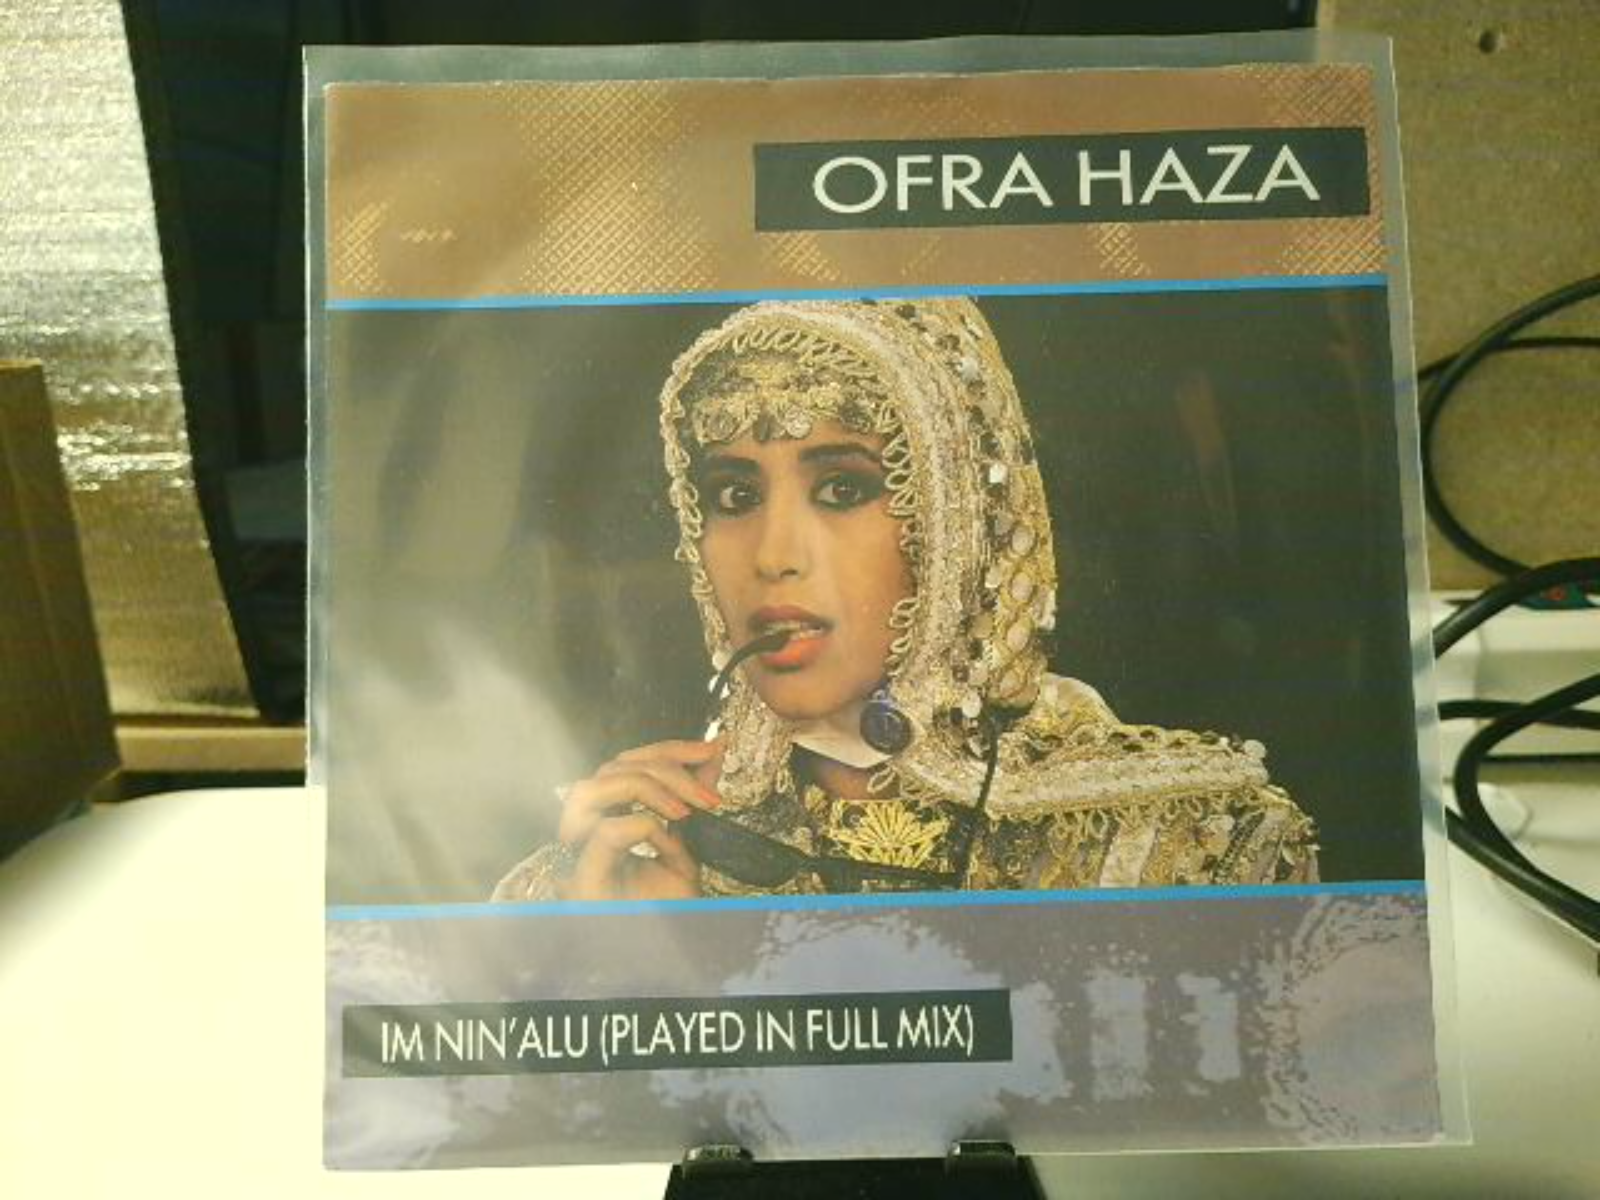 OFRA HAZA
IM NIN'ALU (PLAYED IN FULL MIX)